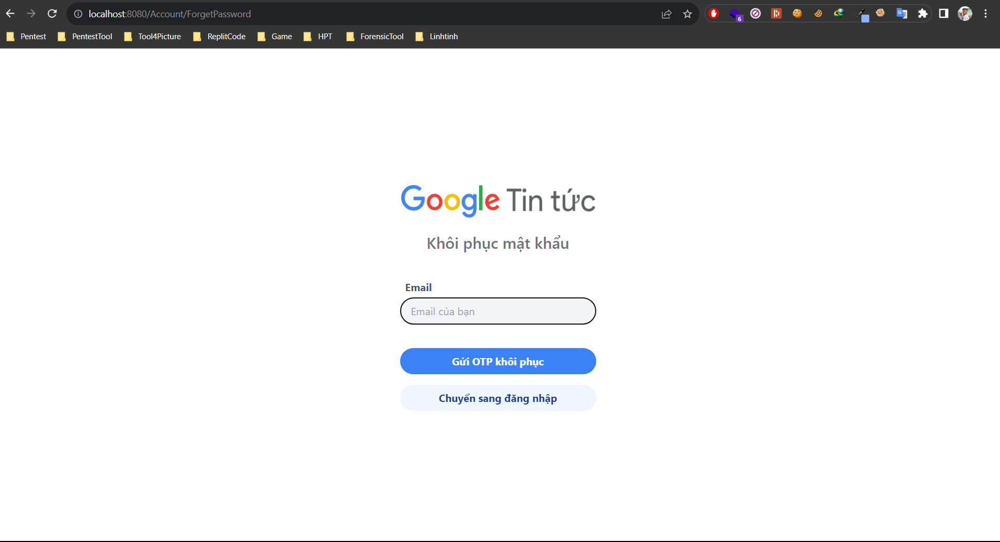 localhost:8080/Account/ForgetPassword
6
Pentest PentestTool Tool4Picture ReplitCode Game HPT ForensicTool Linhtinh
Google Tin tức
Khôi phục mật khẩu
Email
Email của bạn
Gửi OTP khôi phục
Chuyển sang đăng nhập